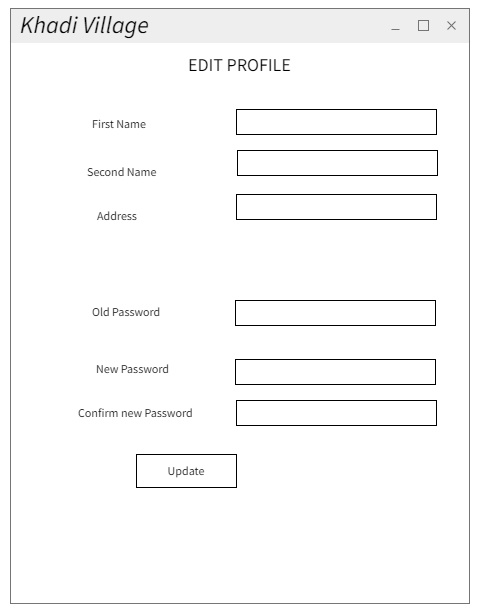 Khadi Village
EDIT PROFILE
First Name
Second Name
Address
Old Password
New Password
Confirm new Password
Update